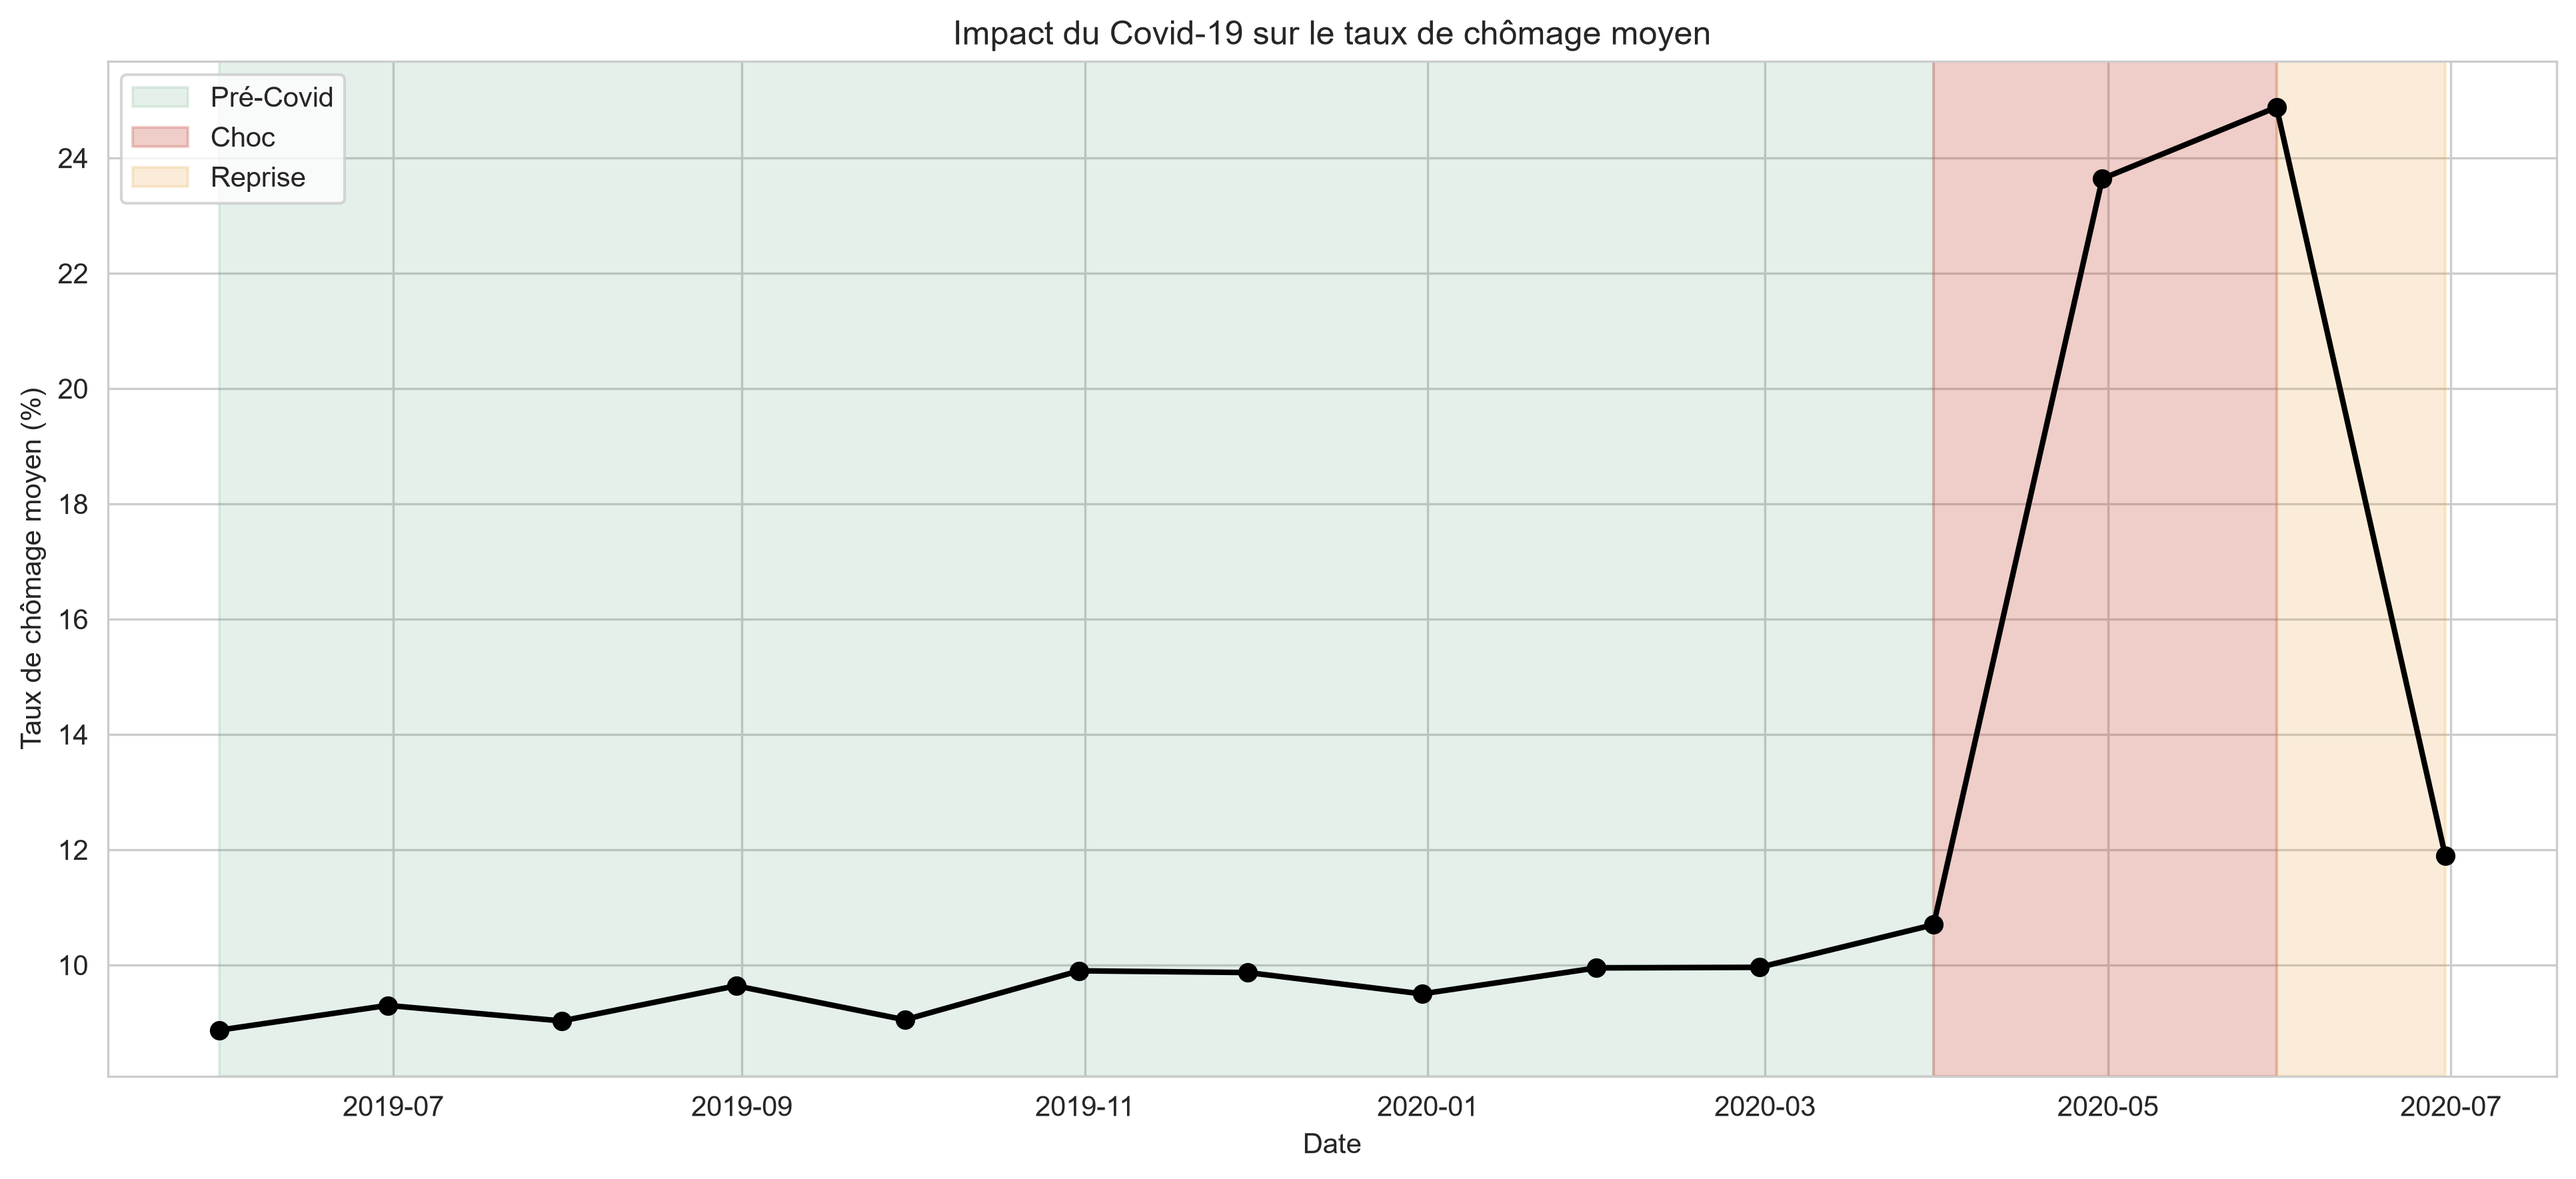 Impact du Covid-19 sur le taux de chômage moyen
Pré-Covid
Choc
Reprise
Taux de chômage moyen (%)
24
22
20
18
16
14
12
10
2019-07
2019-09
2019-11
2020-01
2020-03
2020-05
2020-07
Date